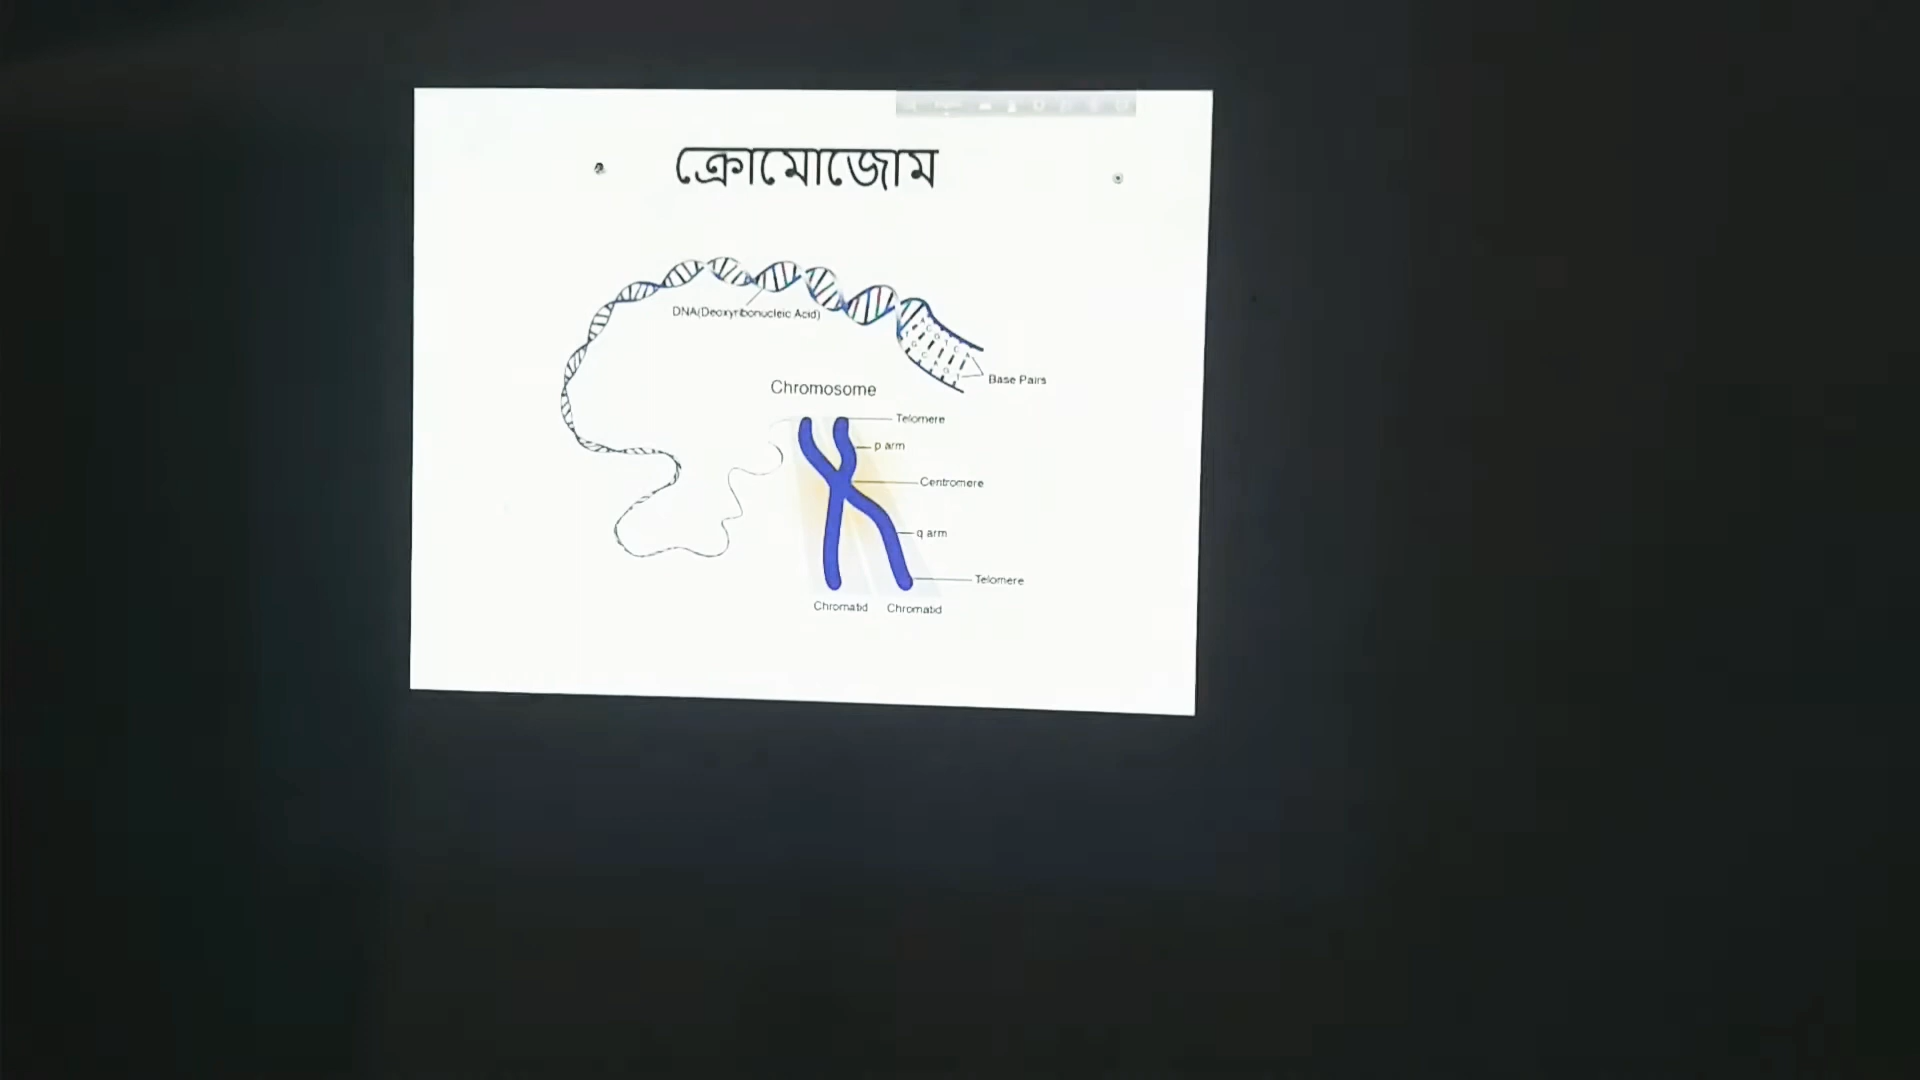 ক্রোমোজোম
DNA(Deoxyribonucleic Acid)
Base Pairs
Chromosome
Telomere
p arm
Centromere
q arm
Telomere
Chromatid Chromatid